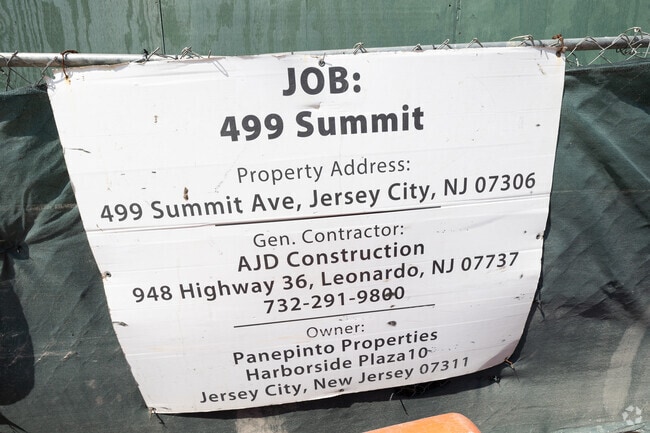 JOB:
499 Summit
Property Address:
499 Summit Ave, Jersey City, NJ 07306
Gen. Contractor:
AJD Construction
948 Highway 36, Leonardo, NJ 07737
732-291-9800
Owner:
Panepinto Properties
Harborside Plaza10
Jersey City, New Jersey 07311